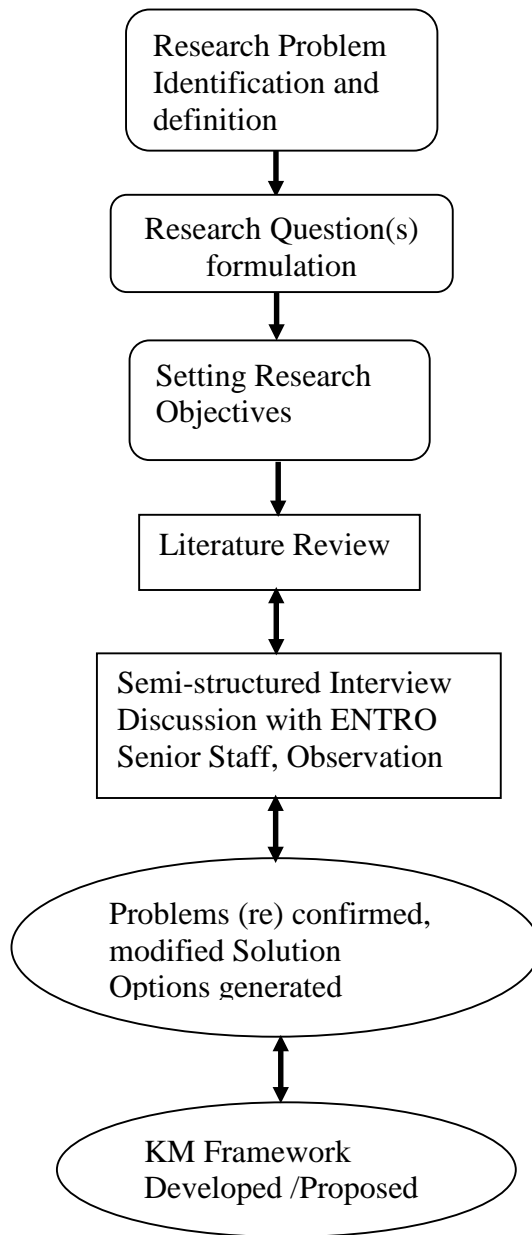 Research Problem
Identification and
definition
Research Question(s)
formulation
Setting Research
Objectives
Literature Review
Semi-structured Interview
Discussion with ENTRO
Senior Staff, Observation
Problems (re) confirmed,
modified Solution
Options generated
KM Framework
Developed /Proposed